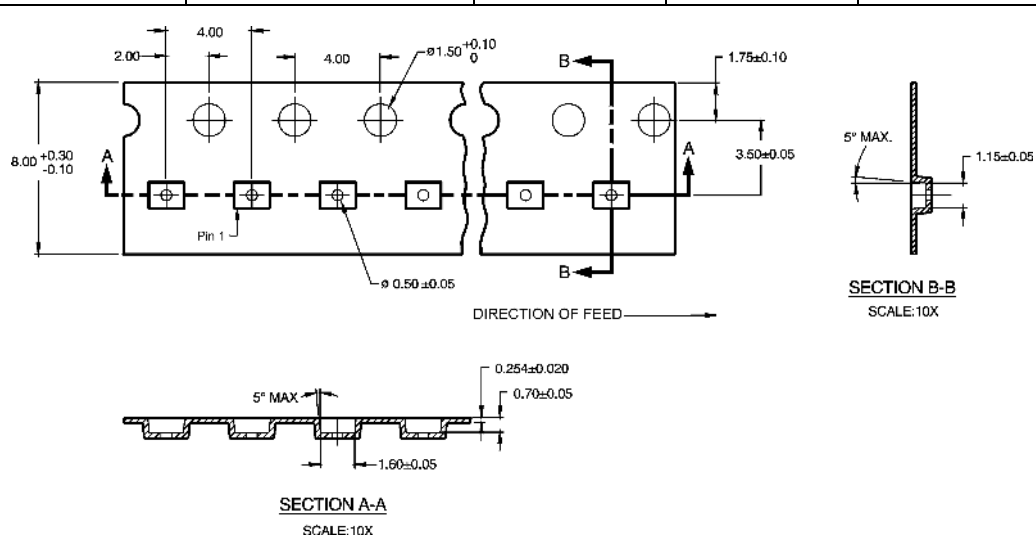 4.00
2.00
4.00
ø1.50 +0.10
0
B
1.75±0.10
8.00 +0.30
-0.10
A
A
3.50±0.05
5° MAX.
1.15±0.05
Pin 1
ø 0.50±0.05
B
SECTION B-B
SCALE:10X
DIRECTION OF FEED
5° MAX
0.254±0.020
0.70±0.05
1.60±0.05
SECTION A-A
SCALE:10X